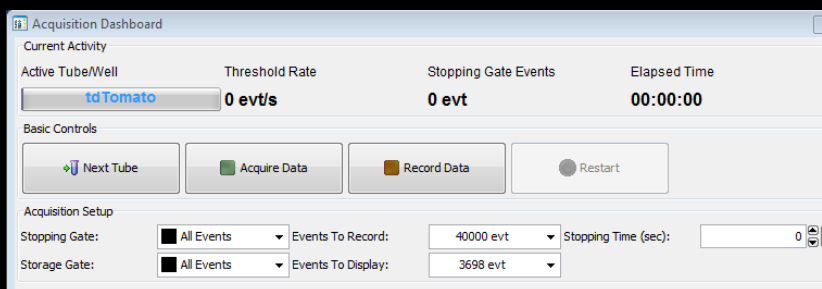 Acquisition Dashboard
Current Activity
Active Tube/Well Threshold Rate Stopping Gate Events Elapsed Time
tdTomato 0 evt/s 0 evt 00:00:00
Basic Controls
Next Tube Acquire Data Record Data Restart
Acquisition Setup
Stopping Gate: All Events Events To Record: 40000 evt Stopping Time (sec): 0
Storage Gate: All Events Events To Display: 3698 evt